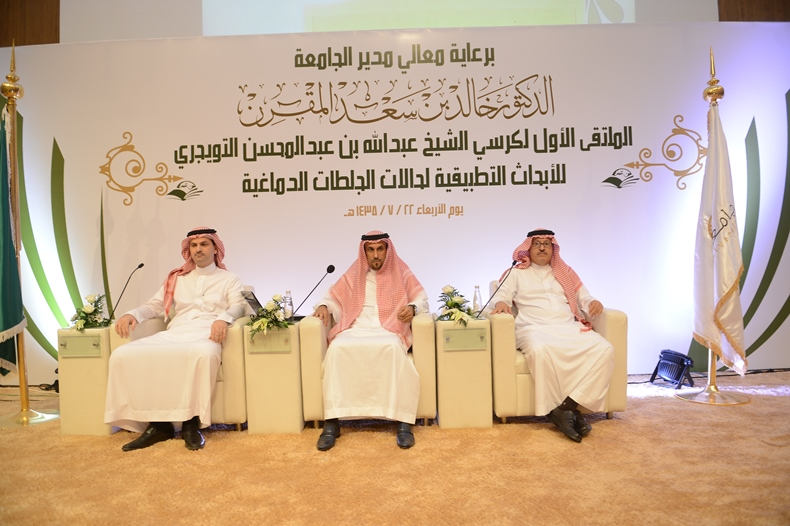 برعاية معالي مدير الجامعة
الدكتور خالد بن سعد المقرن
الملتقى الأول لكرسي الشيخ عبدالله بن عبدالمحسن التويجري
للأبحاث التطبيقية لحالات الجلطات الدماغية
يوم الأربعاء ٢٢ / ٧ / ١٤٣٨هـ